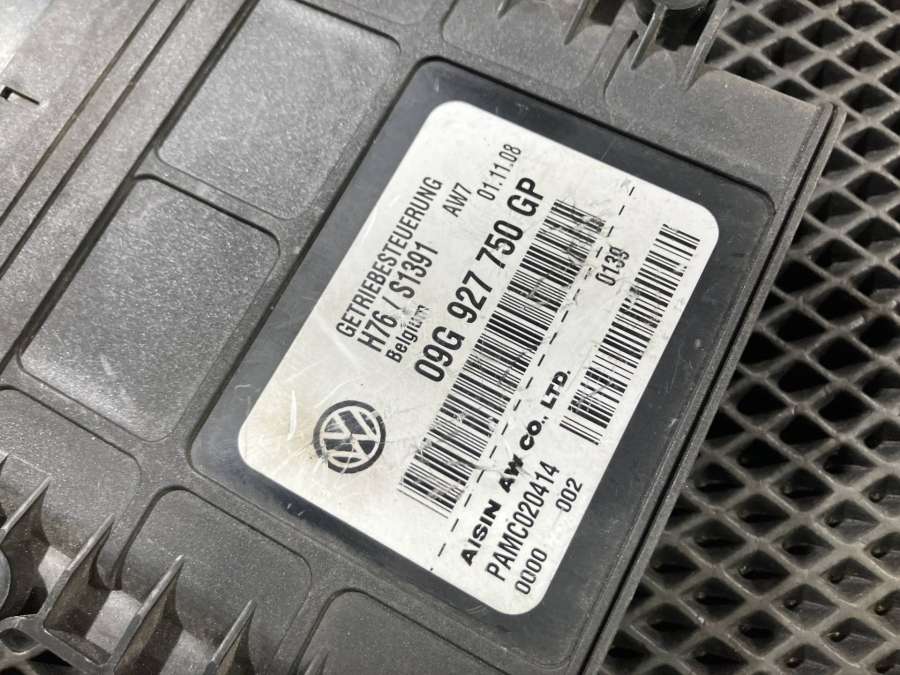 GETRIEBESTEUERUNG
H76 / S1391 AW7 01.11.08
Belgium
09G 927 750 GP
0139
AISIN AW CO., LTD.
PAMC020414
0000 002